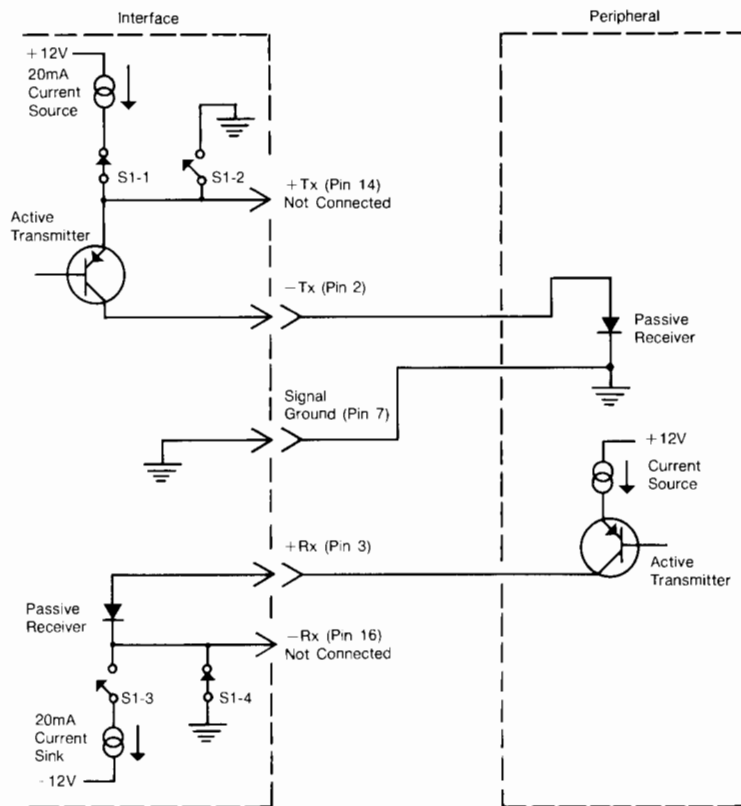 Interface
Peripheral
+12V
20mA
Current
Source
S1-1
S1-2
+Tx (Pin 14)
Not Connected
Active
Transmitter
−Tx (Pin 2)
Passive
Receiver
Signal
Ground (Pin 7)
+12V
Current
Source
+Rx (Pin 3)
Active
Transmitter
Passive
Receiver
−Rx (Pin 16)
Not Connected
S1-3
S1-4
20mA
Current
Sink
-12V